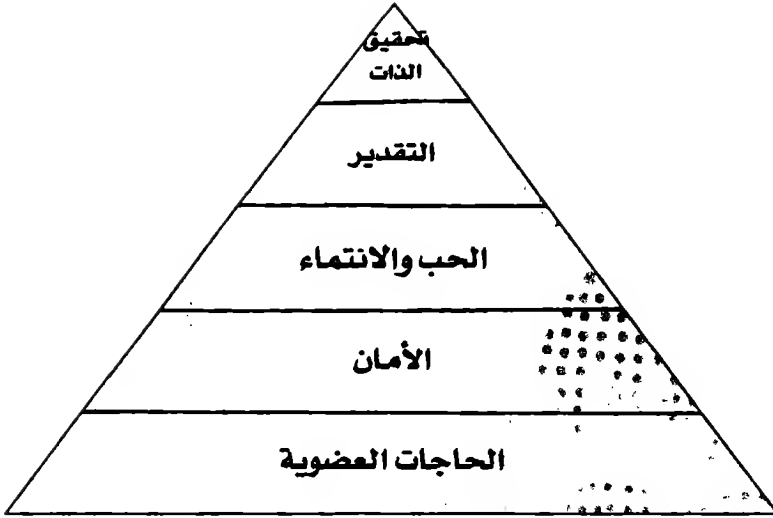 تحقيق
الذات
التقدير
الحب والانتماء
الأمان
الحاجات العضوية